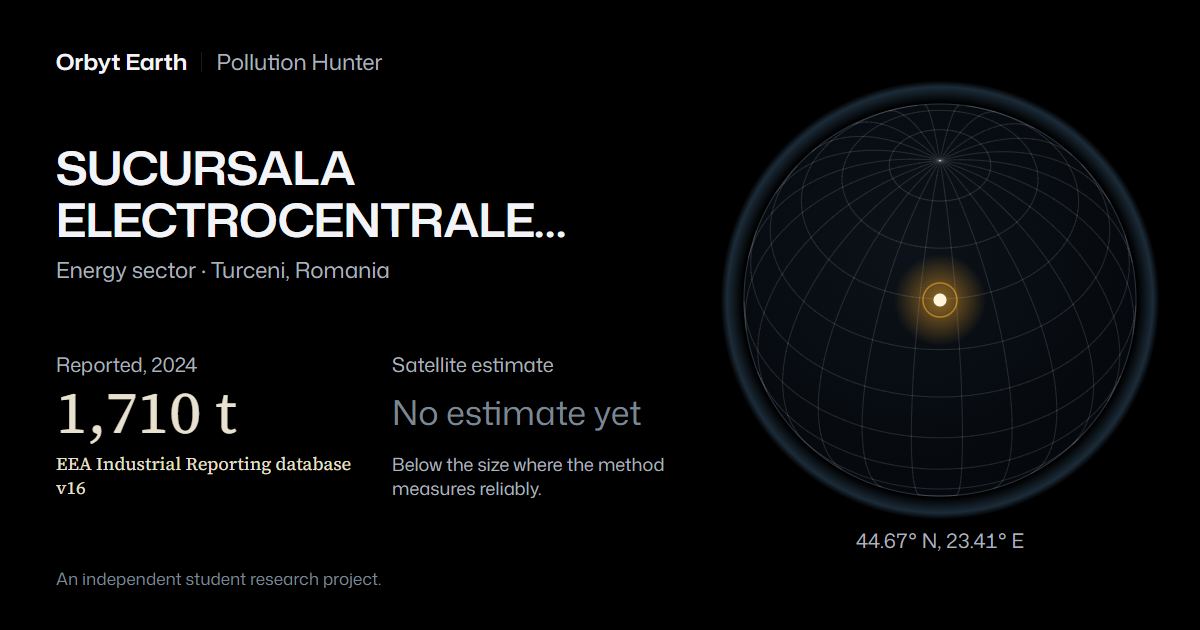 Orbyt Earth | Pollution Hunter
SUCURSALA
ELECTROCENTRALE...
Energy sector · Turceni, Romania
Reported, 2024
1,710 t
EEA Industrial Reporting database
v16
Satellite estimate
No estimate yet
Below the size where the method
measures reliably.
44.67° N, 23.41° E
An independent student research project.